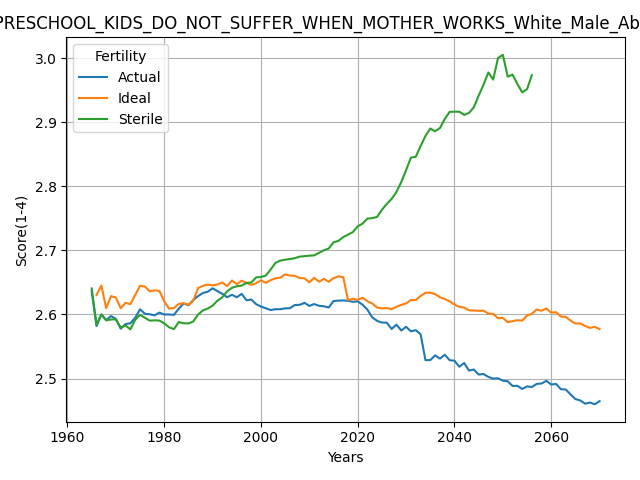 PRESCHOOL_KIDS_DO_NOT_SUFFER_WHEN_MOTHER_WORKS_White_Male_Ab
Fertility
Actual
Ideal
Sterile
Score(1-4)
3.0
2.9
2.8
2.7
2.6
2.5
1960 1980 2000 2020 2040 2060
Years